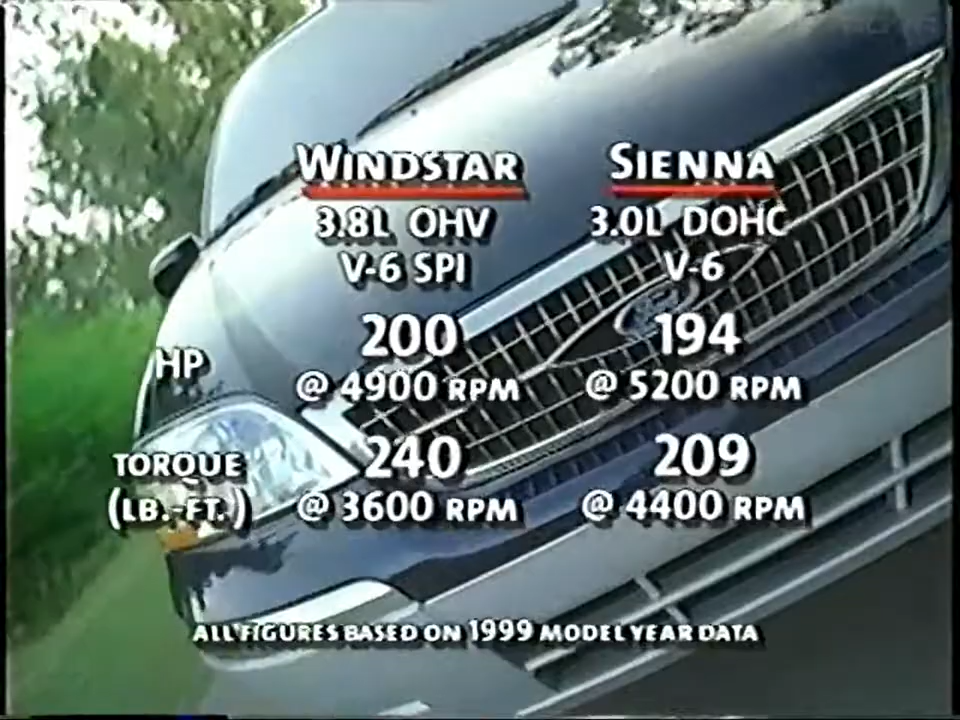 WINDSTAR SIENNA
3.8L OHV 3.0L DOHC
V-6 SPI V-6
HP 200 194
@ 4900 RPM @ 5200 RPM
TORQUE 240 209
(LB.-FT.) @ 3600 RPM @ 4400 RPM
ALL FIGURES BASED ON 1999 MODEL YEAR DATA